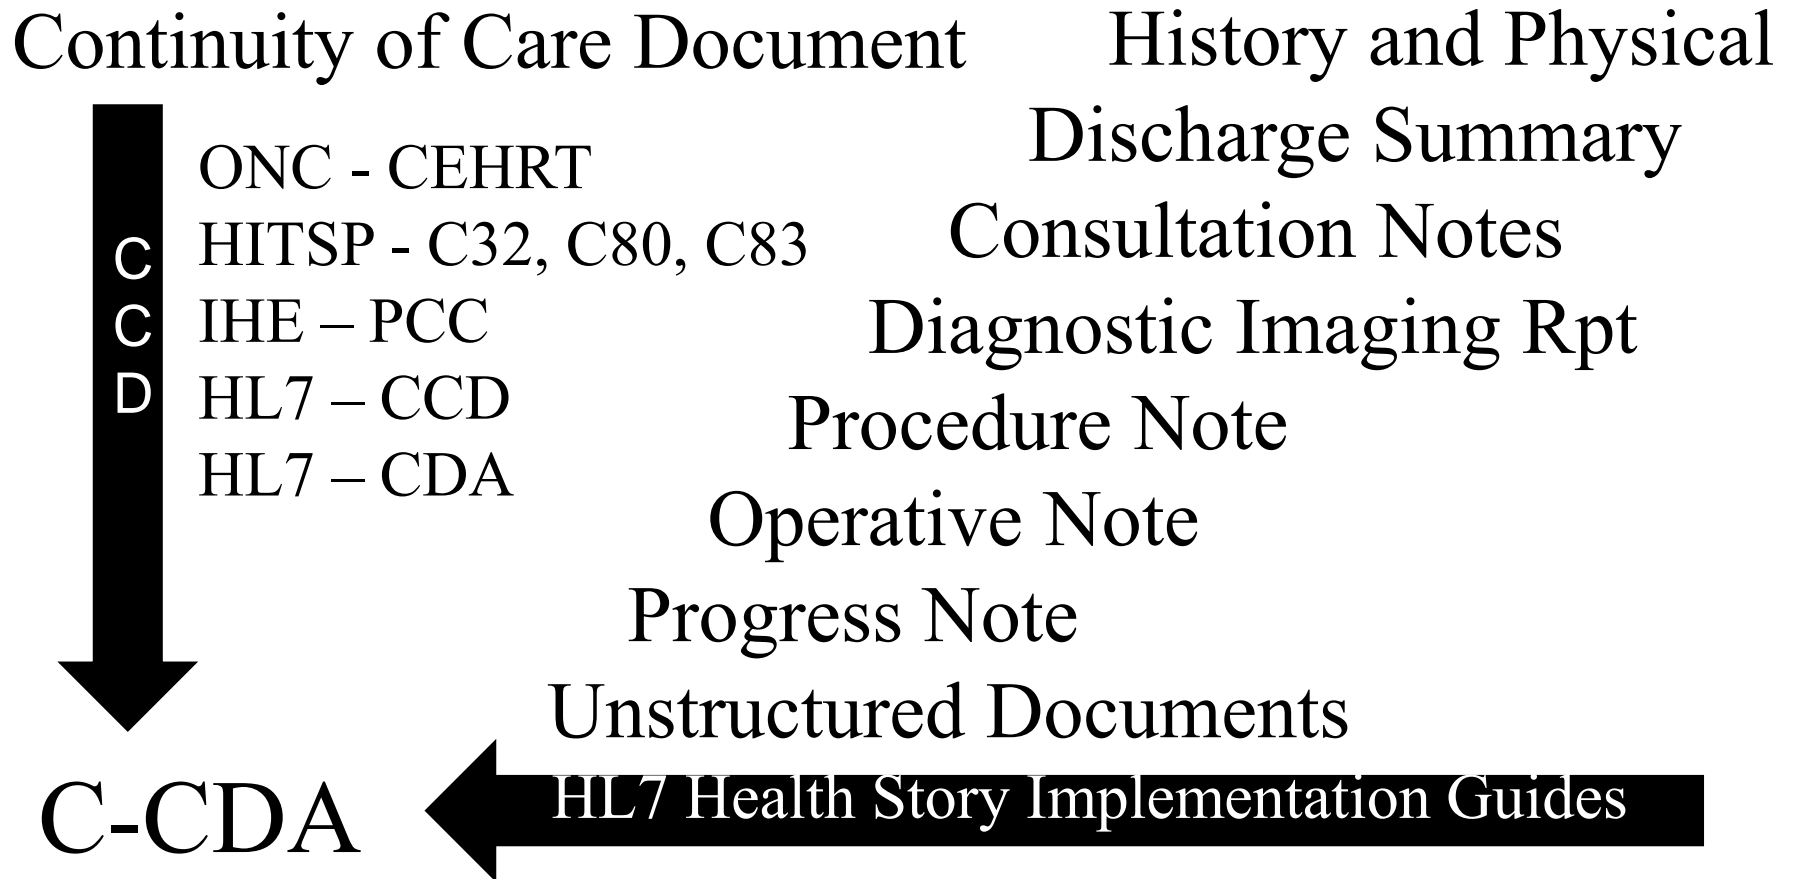 Continuity of Care Document
C
C
D
ONC - CEHRT
HITSP - C32, C80, C83
IHE – PCC
HL7 – CCD
HL7 – CDA
History and Physical
Discharge Summary
Consultation Notes
Diagnostic Imaging Rpt
Procedure Note
Operative Note
Progress Note
Unstructured Documents
HL7 Health Story Implementation Guides
C-CDA